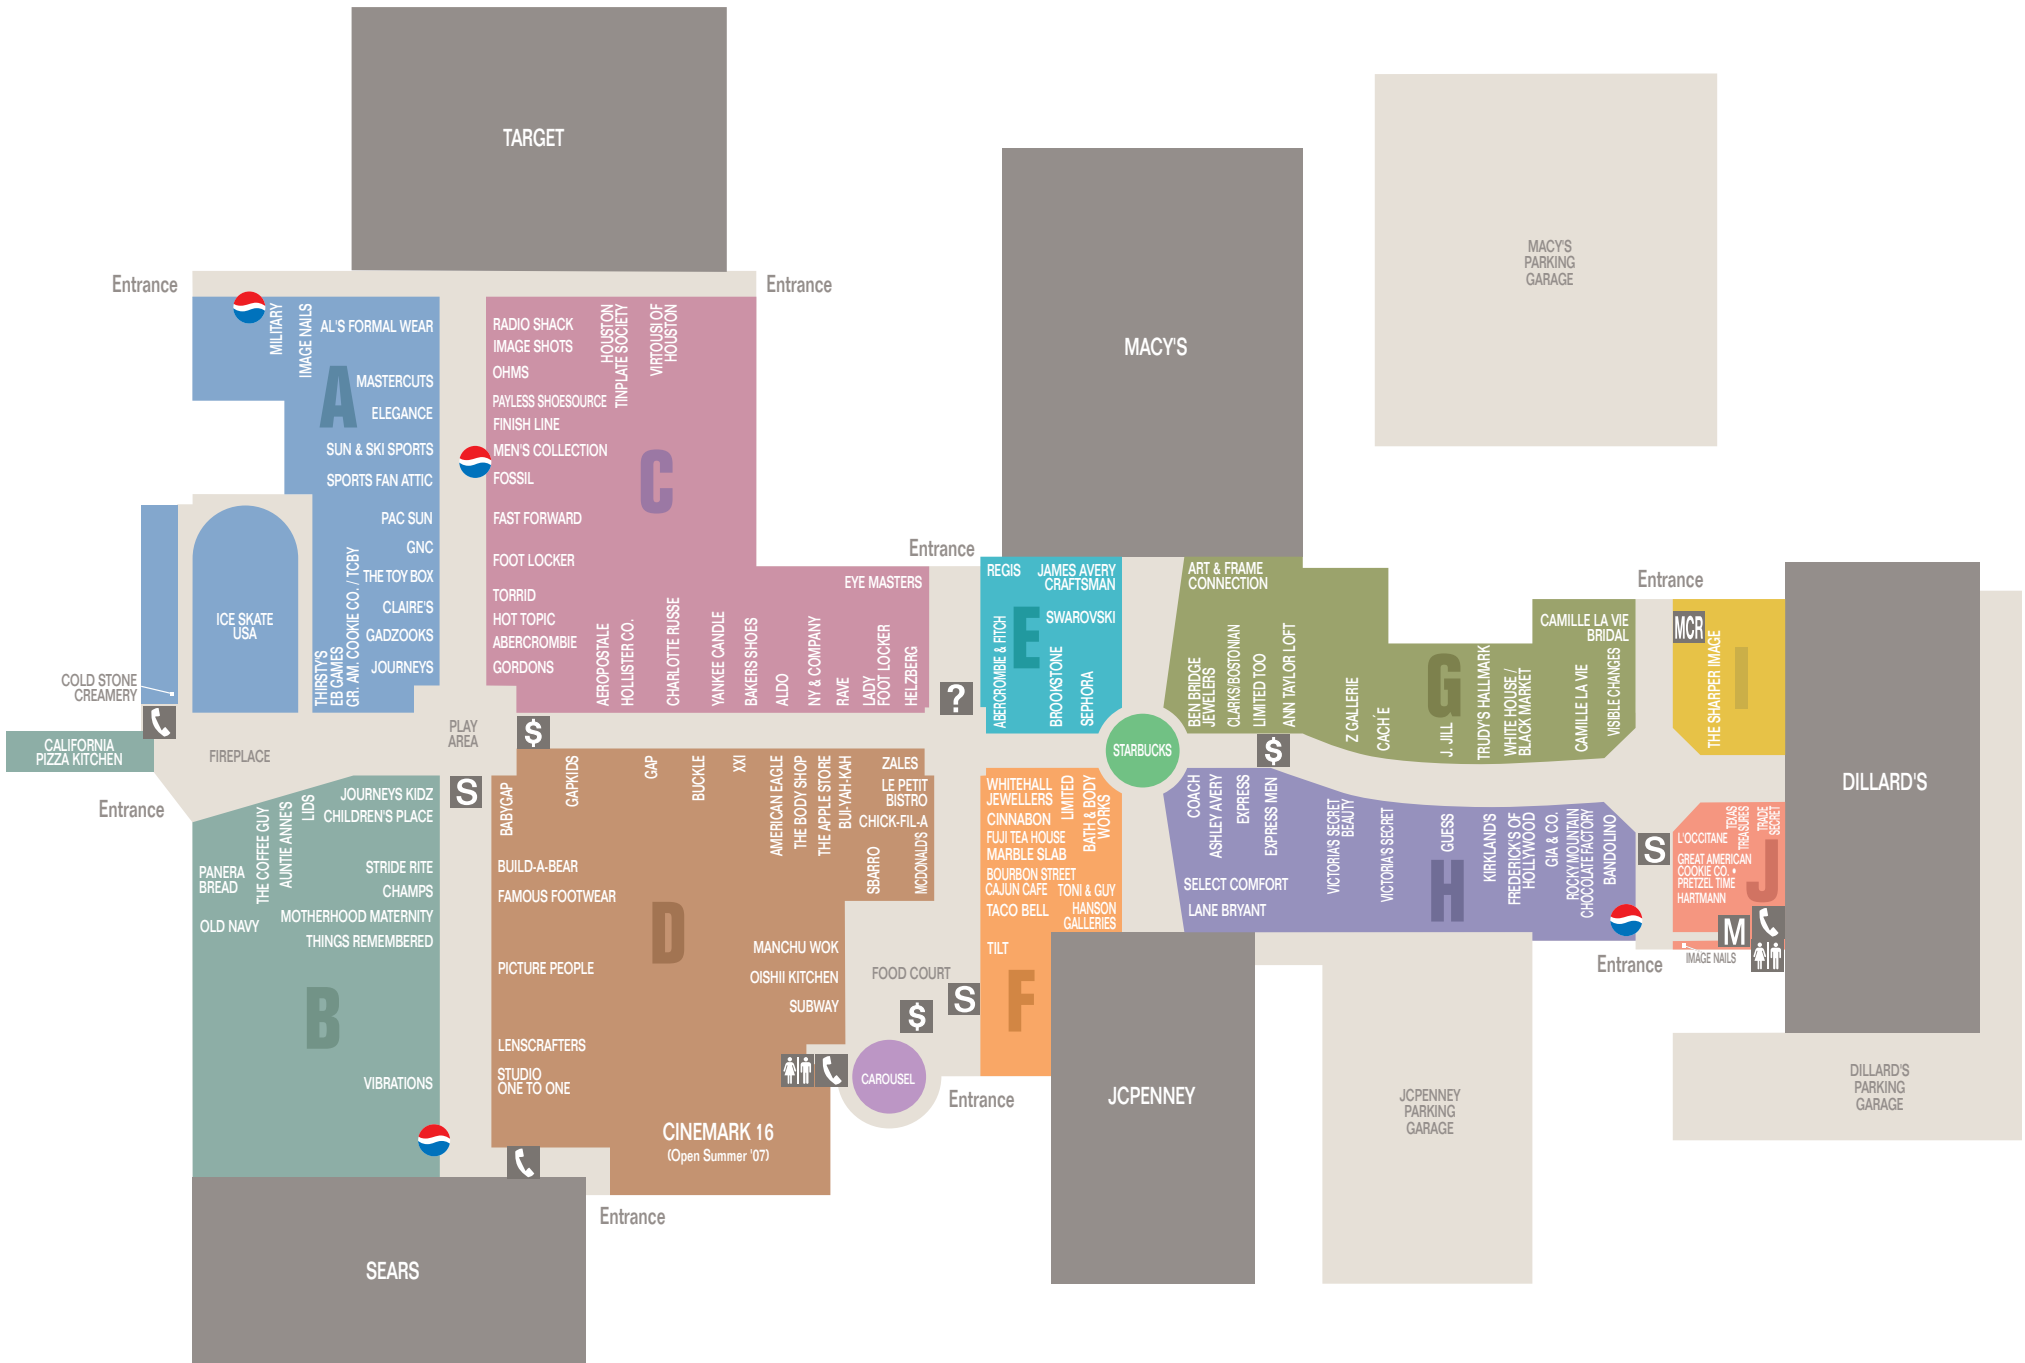 TARGET
MACY'S
MACY'S
PARKING
GARAGE
Entrance
Entrance
MILITARY
IMAGE NAILS
AL'S FORMAL WEAR
A
MASTERCUTS
ELEGANCE
SUN & SKI SPORTS
SPORTS FAN ATTIC
PAC SUN
GNC
THE TOY BOX
CLAIRE'S
GADZOOKS
JOURNEYS
THIRSTY'S
EB GAMES
GR. AM. COOKIE CO. / TCBY
ICE SKATE
USA
COLD STONE
CREAMERY
CALIFORNIA
PIZZA KITCHEN
FIREPLACE
Entrance
PLAY
AREA
RADIO SHACK
IMAGE SHOTS
OHMS
PAYLESS SHOESOURCE
FINISH LINE
MEN'S COLLECTION
FOSSIL
FAST FORWARD
FOOT LOCKER
TORRID
HOT TOPIC
ABERCROMBIE
GORDONS
HOUSTON
TINPLATE SOCIETY
VIRTOUSI OF
HOUSTON
C
AEROPOSTALE
HOLLISTER CO.
CHARLOTTE RUSSE
YANKEE CANDLE
BAKERS SHOES
ALDO
NY & COMPANY
RAVE
LADY
FOOT LOCKER
HELZBERG
EYE MASTERS
Entrance
?
$
S
REGIS
JAMES AVERY
CRAFTSMAN
SWAROVSKI
E
ABERCROMBIE & FITCH
BROOKSTONE
SEPHORA
STARBUCKS
ART & FRAME
CONNECTION
BEN BRIDGE
JEWELERS
CLARKS/BOSTONIAN
LIMITED TOO
ANN TAYLOR LOFT
Z GALLERIE
CACH'E
J. JILL
G
TRUDY'S HALLMARK
WHITE HOUSE/
BLACK MARKET
CAMILLE LA VIE
VISIBLE CHANGES
CAMILLE LA VIE
BRIDAL
$
Entrance
MCR
THE SHARPER IMAGE
I
DILLARD'S
JOURNEYS KIDZ
CHILDREN'S PLACE
LIDS
AUNTIE ANNE'S
THE COFFEE GUY
PANERA
BREAD
STRIDE RITE
CHAMPS
MOTHERHOOD MATERNITY
OLD NAVY
THINGS REMEMBERED
B
VIBRATIONS
SEARS
BABYGAP
GAPKIDS
GAP
BUCKLE
XXI
AMERICAN EAGLE
THE BODY SHOP
THE APPLE STORE
BUI-YAH-KAH
ZALES
LE PETIT
BISTRO
CHICK-FIL-A
SBARRO
MCDONALD'S
BUILD-A-BEAR
FAMOUS FOOTWEAR
D
MANCHU WOK
PICTURE PEOPLE
OISHII KITCHEN
SUBWAY
LENSCRAFTERS
STUDIO
ONE TO ONE
CINEMARK 16
(Open Summer '07)
Entrance
FOOD COURT
$
S
CAROUSEL
Entrance
WHITEHALL
JEWELLERS
CINNABON
FUJI TEA HOUSE
MARBLE SLAB
BOURBON STREET
CAJUN CAFE
TACO BELL
TILT
LIMITED
BATH & BODY
WORKS
TONI & GUY
HANSON
GALLERIES
F
JCPENNEY
JCPENNEY
PARKING
GARAGE
COACH
ASHLEY AVERY
EXPRESS
EXPRESS MEN
SELECT COMFORT
LANE BRYANT
VICTORIA'S SECRET
BEAUTY
VICTORIA'S SECRET
GUESS
H
KIRKLAND'S
FREDERICK'S OF
HOLLYWOOD
GIA & CO.
ROCKY MOUNTAIN
CHOCOLATE FACTORY
BANDOLINO
S
Entrance
TEXAS
TREASURES
TRADE
SECRET
L'OCCITANE
GREAT AMERICAN
COOKIE CO. •
PRETZEL TIME
HARTMANN
J
M
IMAGE NAILS
DILLARD'S
PARKING
GARAGE